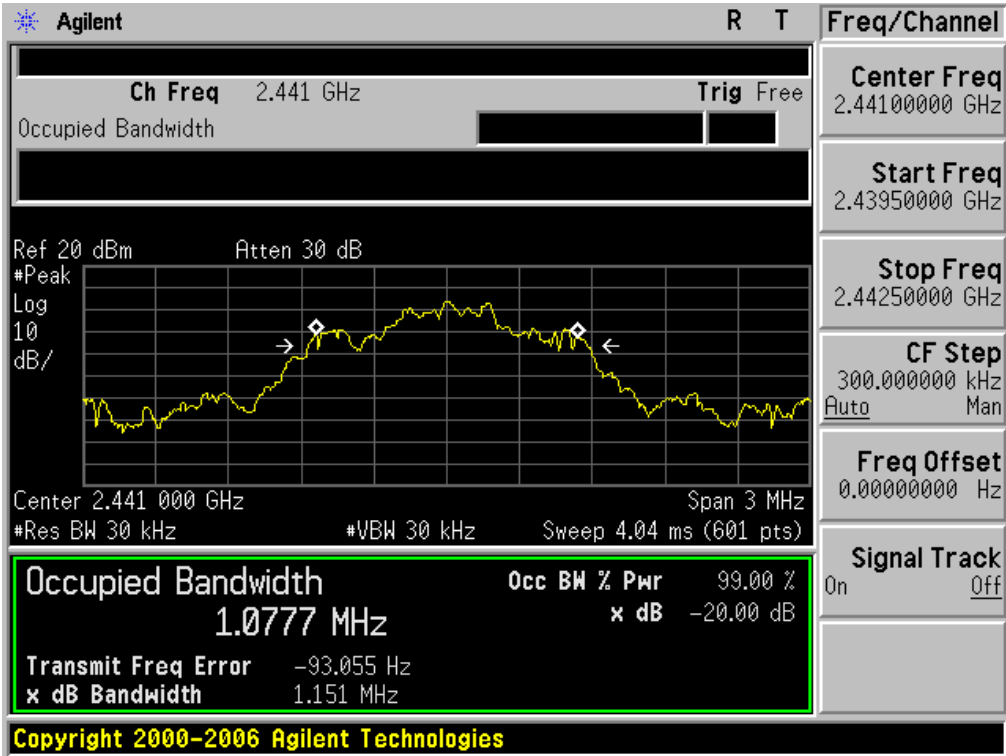 Agilent R T
Ch Freq 2.441 GHz Trig Free
Occupied Bandwidth
Ref 20 dBm Atten 30 dB
#Peak
Log
10
dB/
Center 2.441 000 GHz Span 3 MHz
#Res BW 30 kHz #VBW 30 kHz Sweep 4.04 ms (601 pts)
Occupied Bandwidth Occ BW % Pwr 99.00 %
1.0777 MHz x dB -20.00 dB
Transmit Freq Error -93.055 Hz
x dB Bandwidth 1.151 MHz
Copyright 2000-2006 Agilent Technologies
Freq/Channel
Center Freq
2.44100000 GHz
Start Freq
2.43950000 GHz
Stop Freq
2.44250000 GHz
CF Step
300.000000 kHz
Auto Man
Freq Offset
0.00000000 Hz
Signal Track
On Off